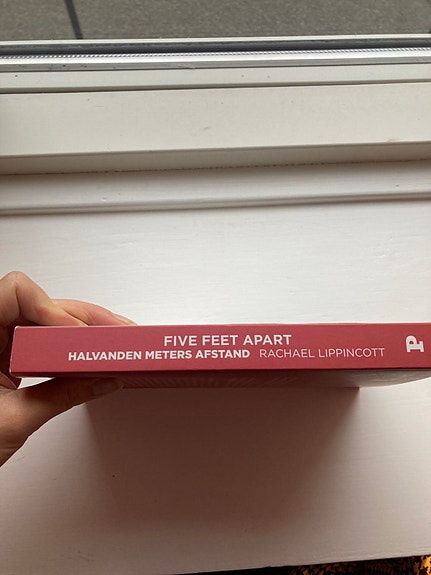 FIVE FEET APART
HALVANDEN METERS AFSTAND RACHAEL LIPPINCOTT
P